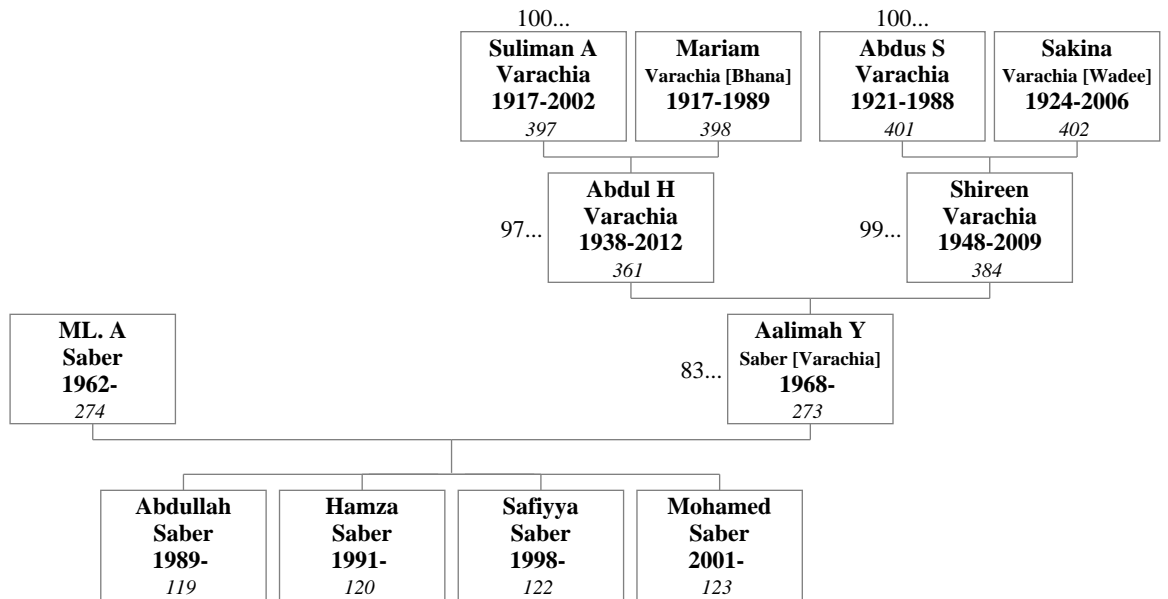 100...
Suliman A
Varachia
1917-2002
397
Mariam
Varachia [Bhana]
1917-1989
398
100...
Abdus S
Varachia
1921-1988
401
Sakina
Varachia [Wadee]
1924-2006
402
97...
Abdul H
Varachia
1938-2012
361
99...
Shireen
Varachia
1948-2009
384
ML. A
Saber
1962-
274
83...
Aalimah Y
Saber [Varachia]
1968-
273
Abdullah
Saber
1989-
119
Hamza
Saber
1991-
120
Safiyya
Saber
1998-
122
Mohamed
Saber
2001-
123